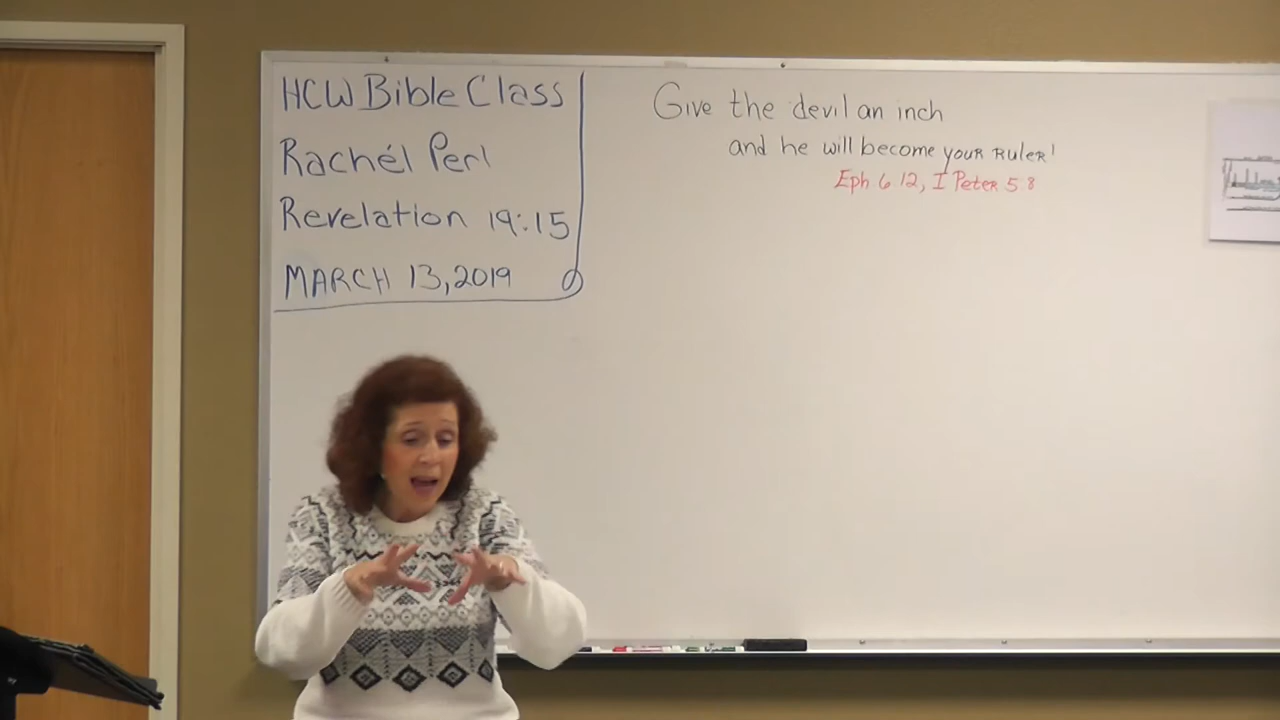 HCW Bible Class
Rachél Perl
Revelation 19:15
MARCH 13, 2019
Give the devil an inch
and he will become your ruler!
Eph 6 12, I Peter 5 8